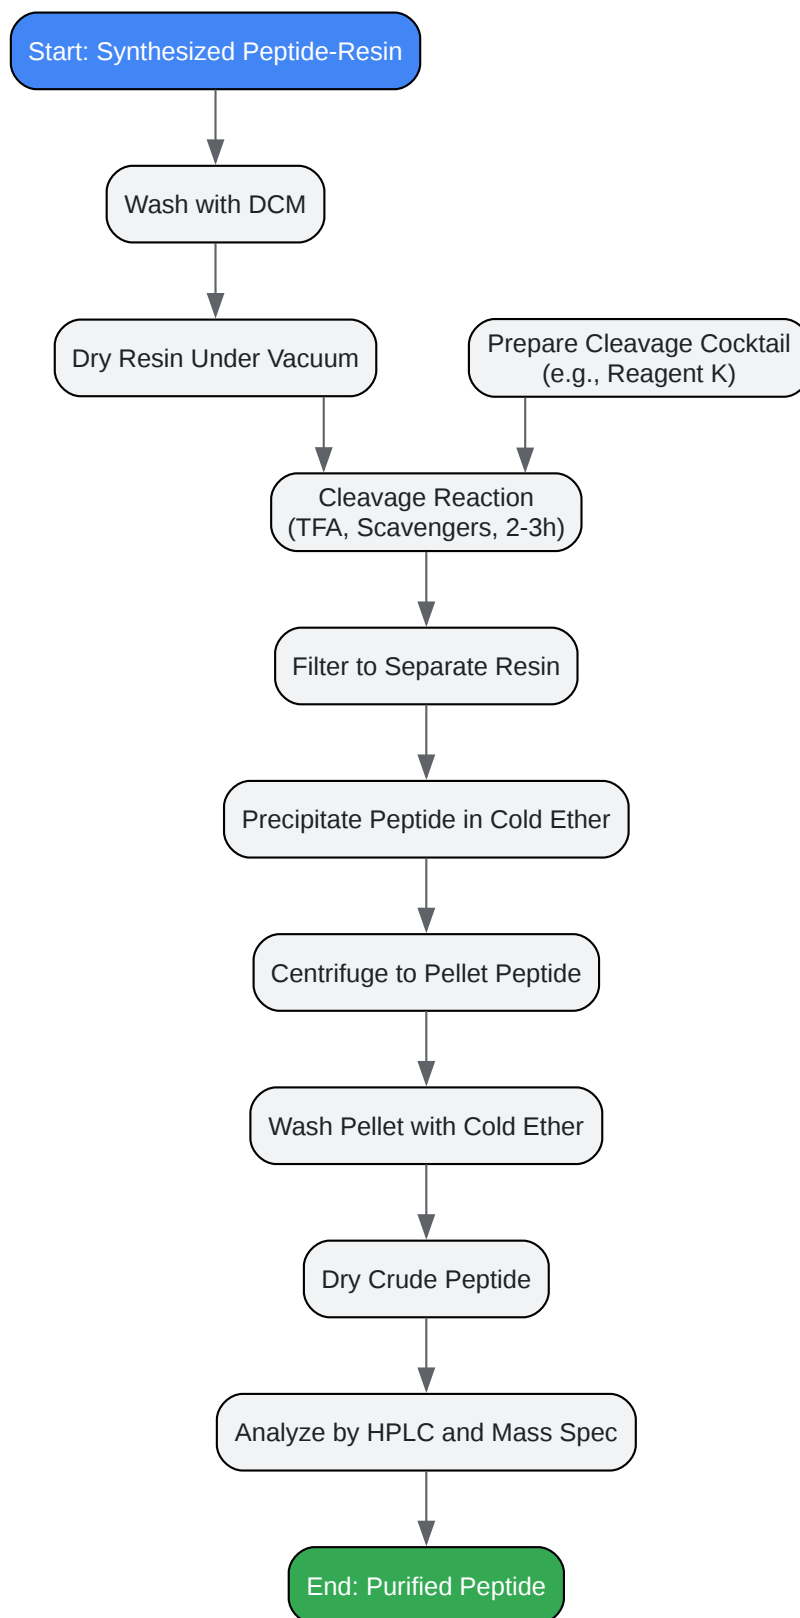 Start: Synthesized Peptide-Resin
Wash with DCM
Dry Resin Under Vacuum
Prepare Cleavage Cocktail
(e.g., Reagent K)
Cleavage Reaction
(TFA, Scavengers, 2-3h)
Filter to Separate Resin
Precipitate Peptide in Cold Ether
Centrifuge to Pellet Peptide
Wash Pellet with Cold Ether
Dry Crude Peptide
Analyze by HPLC and Mass Spec
End: Purified Peptide